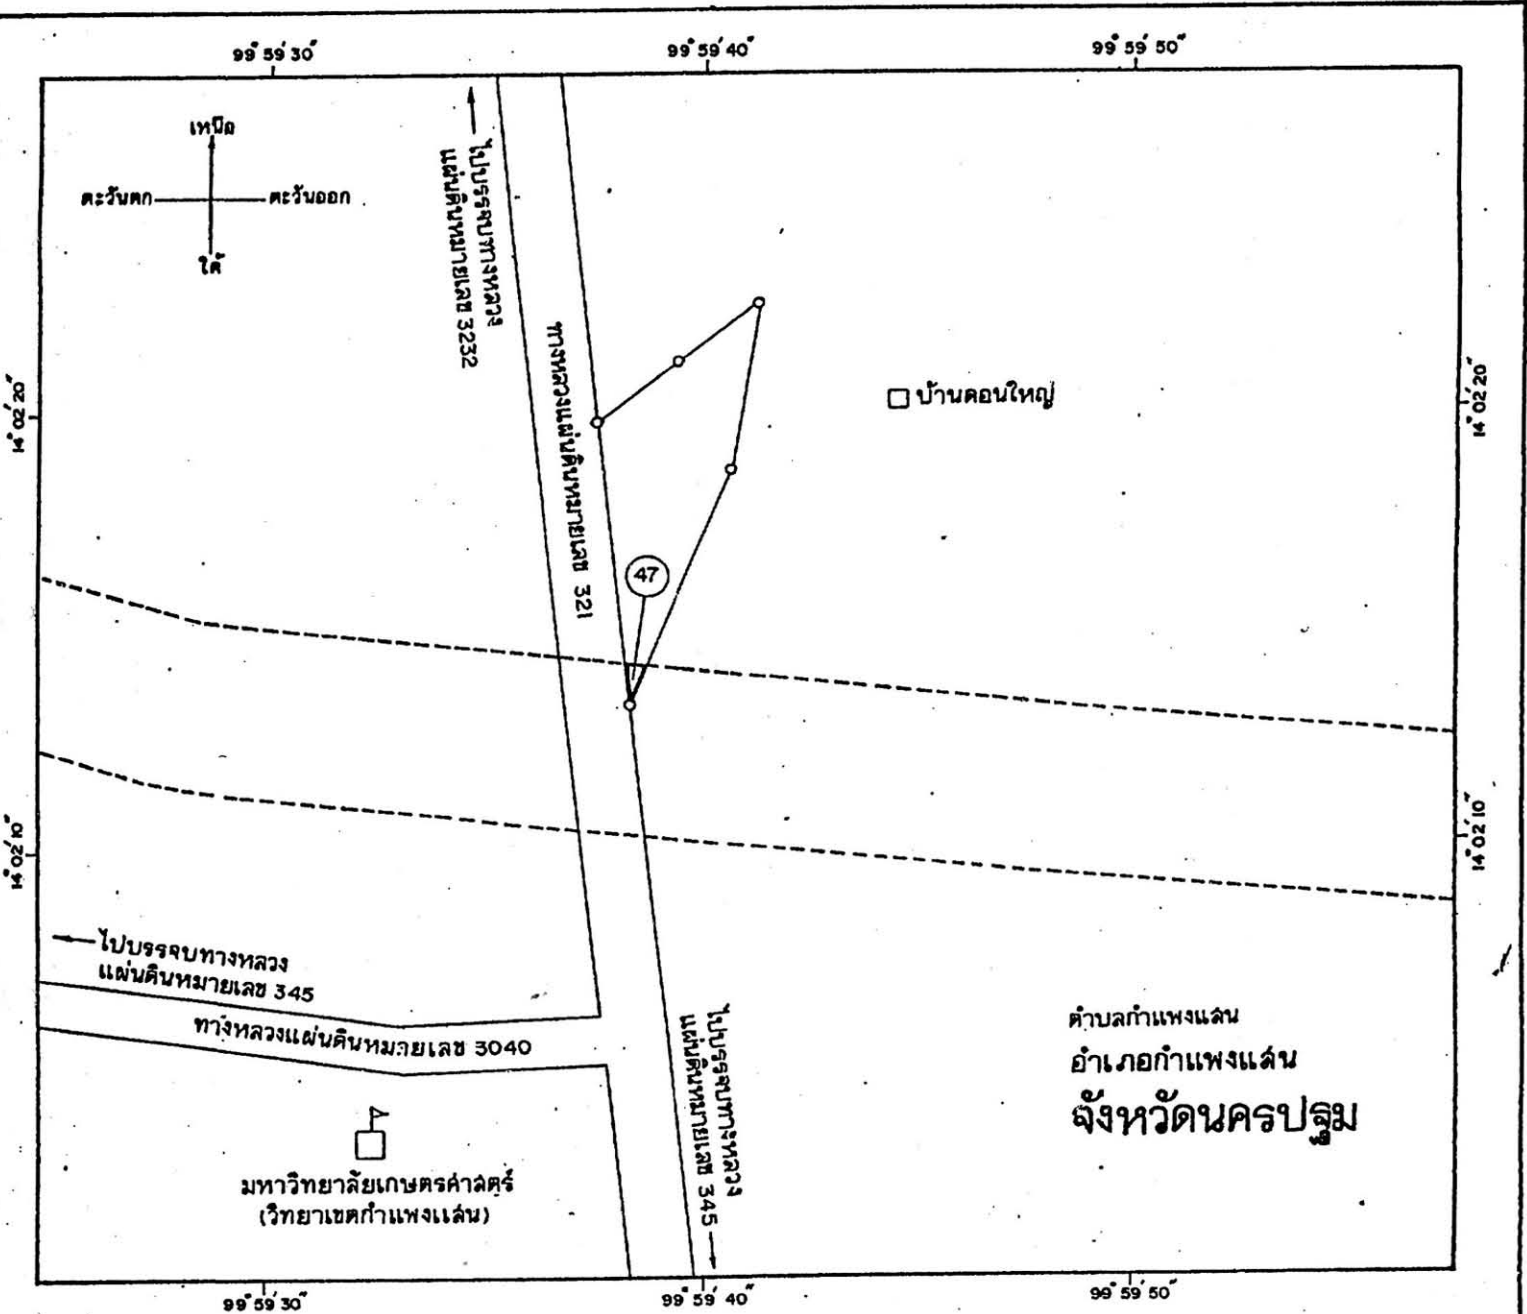 99° 59′ 30″
99° 59′ 40″
99° 59′ 50″
เหนือ
ตะวันตก
ตะวันออก
ใต้
ไปบรรจบทางหลวง
แผ่นดินหมายเลข 3232
ทางหลวงแผ่นดินหมายเลข 321
14° 02′ 20″
14° 02′ 20″
บ้านดอนใหญ่
47
14° 02′ 10″
14° 02′ 10″
ไปบรรจบทางหลวง
แผ่นดินหมายเลข 345
ทางหลวงแผ่นดินหมายเลข 3040
ไปบรรจบทางหลวง
แผ่นดินหมายเลข 345
ตำบลกำแพงแสน
อำเภอกำแพงแสน
จังหวัดนครปฐม
มหาวิทยาลัยเกษตรศาสตร์
(วิทยาเขตกำแพงแสน)
99° 59′ 30″
99° 59′ 40″
99° 59′ 50″